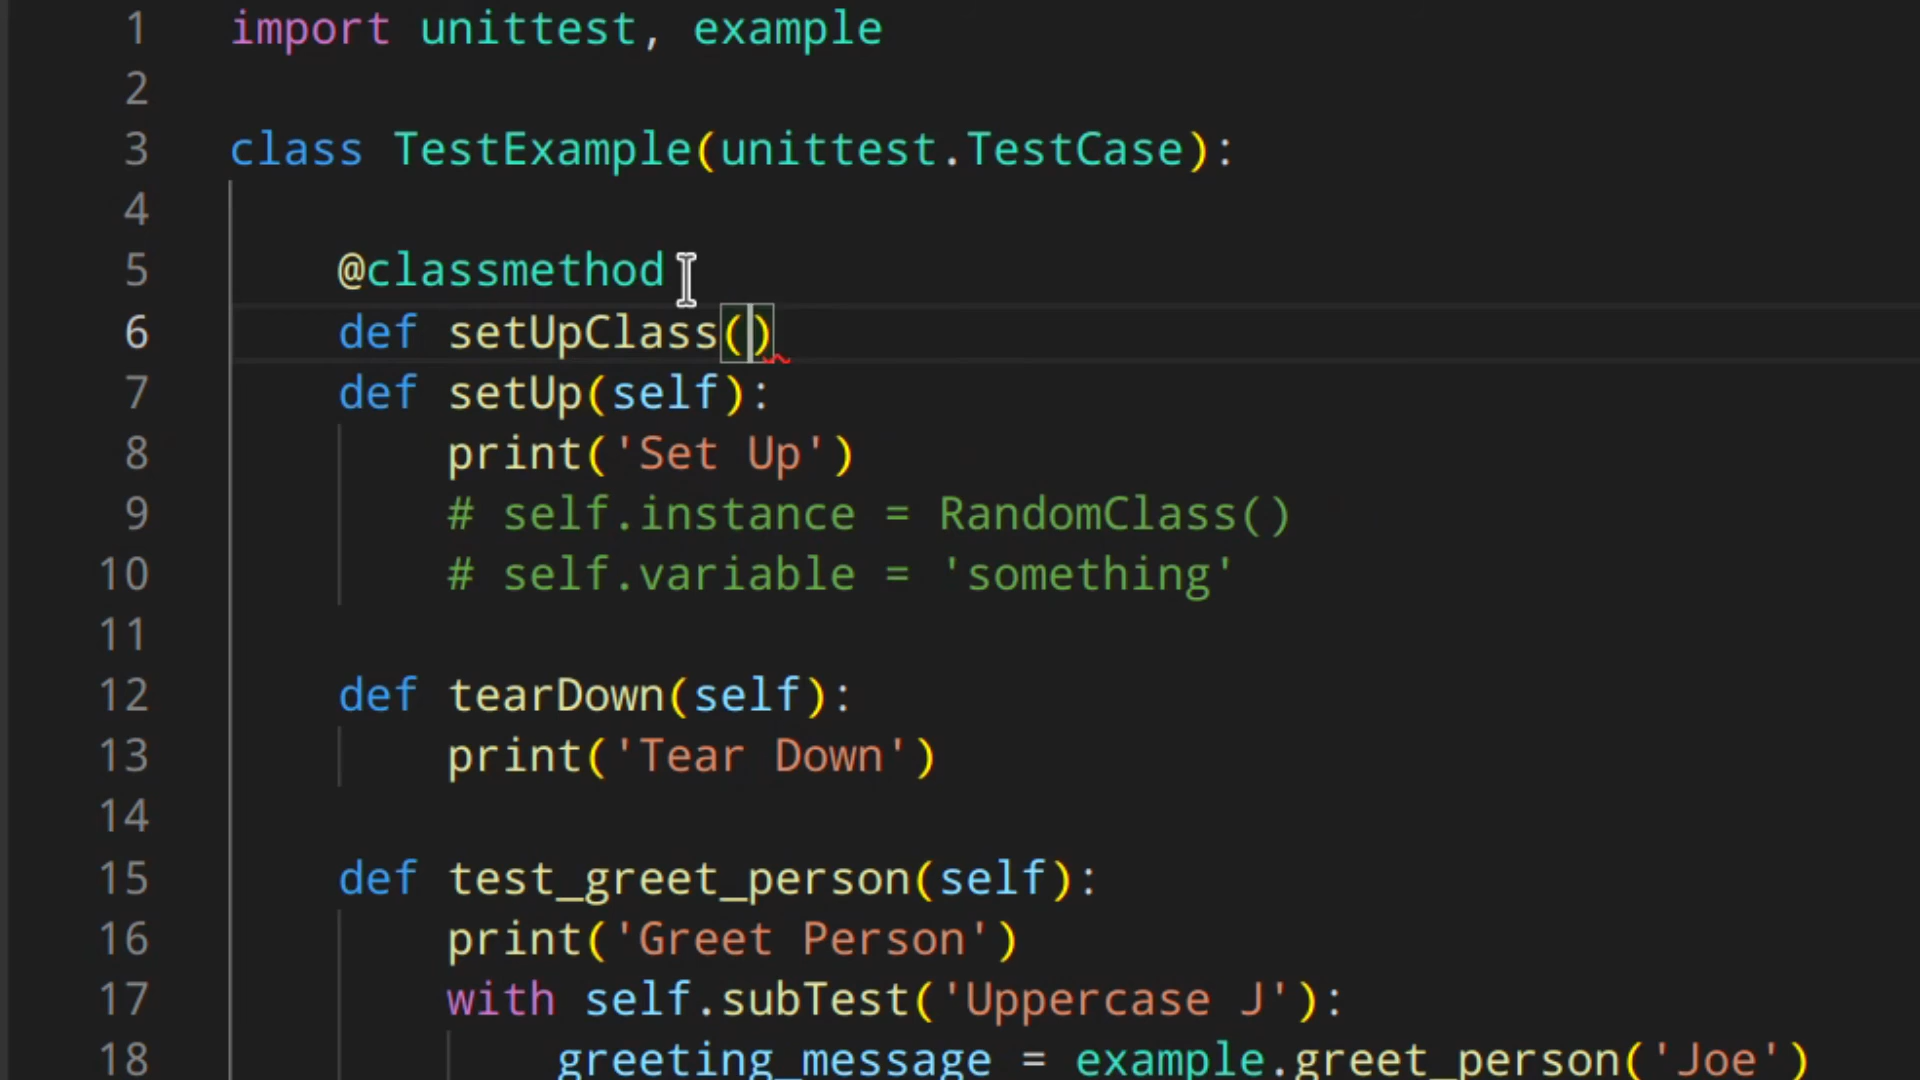 1 import unittest, example
2
3 class TestExample(unittest.TestCase):
4
5 @classmethod
6 def setUpClass()
7 def setUp(self):
8 print('Set Up')
9 # self.instance = RandomClass()
10 # self.variable = 'something'
11
12 def tearDown(self):
13 print('Tear Down')
14
15 def test_greet_person(self):
16 print('Greet Person')
17 with self.subTest('Uppercase J'):
18 greeting_message = example.greet_person('Joe')